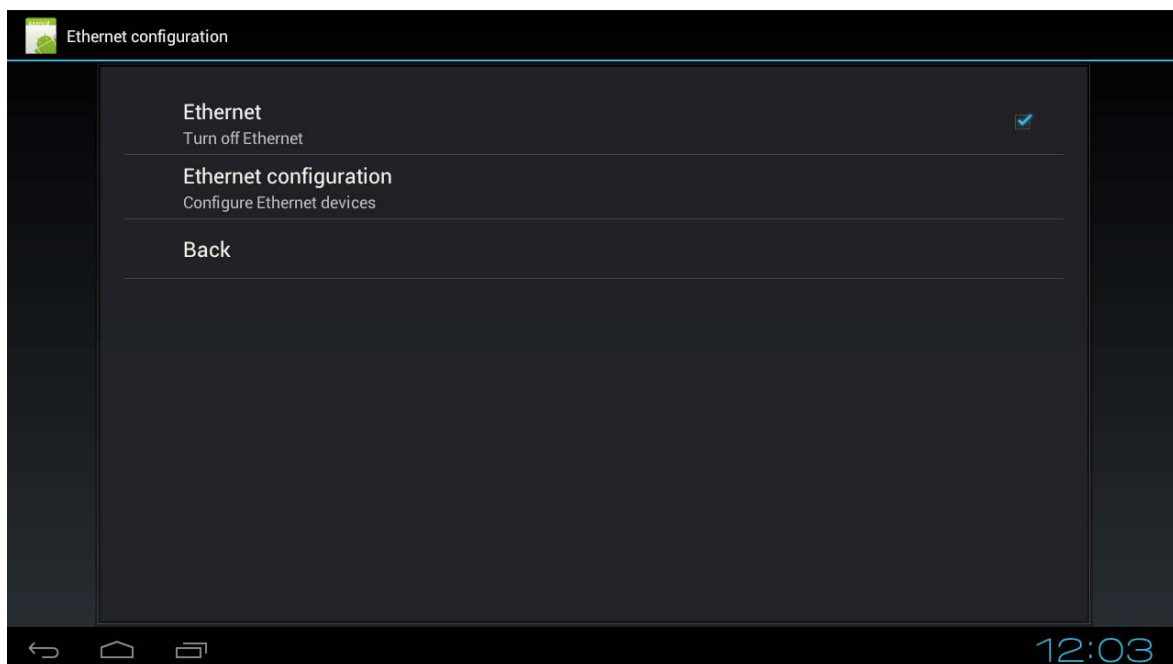 Ethernet configuration
Ethernet
Turn off Ethernet
Ethernet configuration
Configure Ethernet devices
Back
12:03